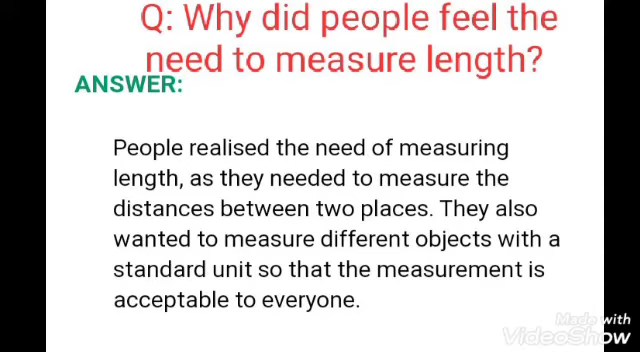 Q: Why did people feel the
need to measure length?
ANSWER:
People realised the need of measuring
length, as they needed to measure the
distances between two places. They also
wanted to measure different objects with a
standard unit so that the measurement is
acceptable to everyone.
Made with
VideoShow